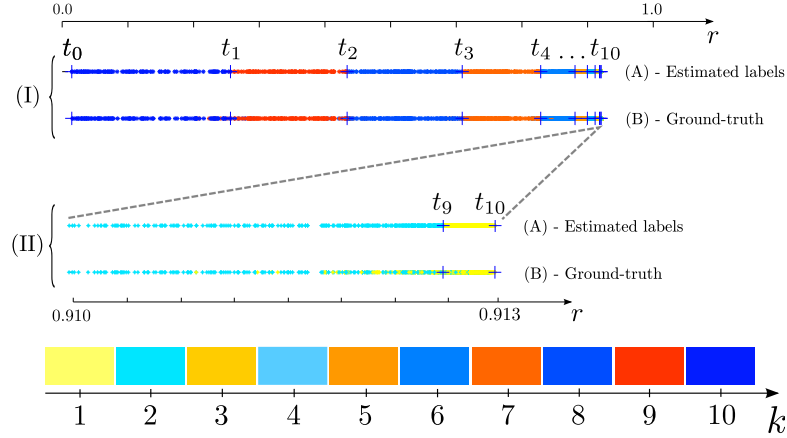 0.0 1.0
r
t0 t1 t2 t3 t4 ... t10
(I)
(A) - Estimated labels
(B) - Ground-truth
t9 t10
(II)
(A) - Estimated labels
(B) - Ground-truth
0.910 0.913 r
1 2 3 4 5 6 7 8 9 10 k